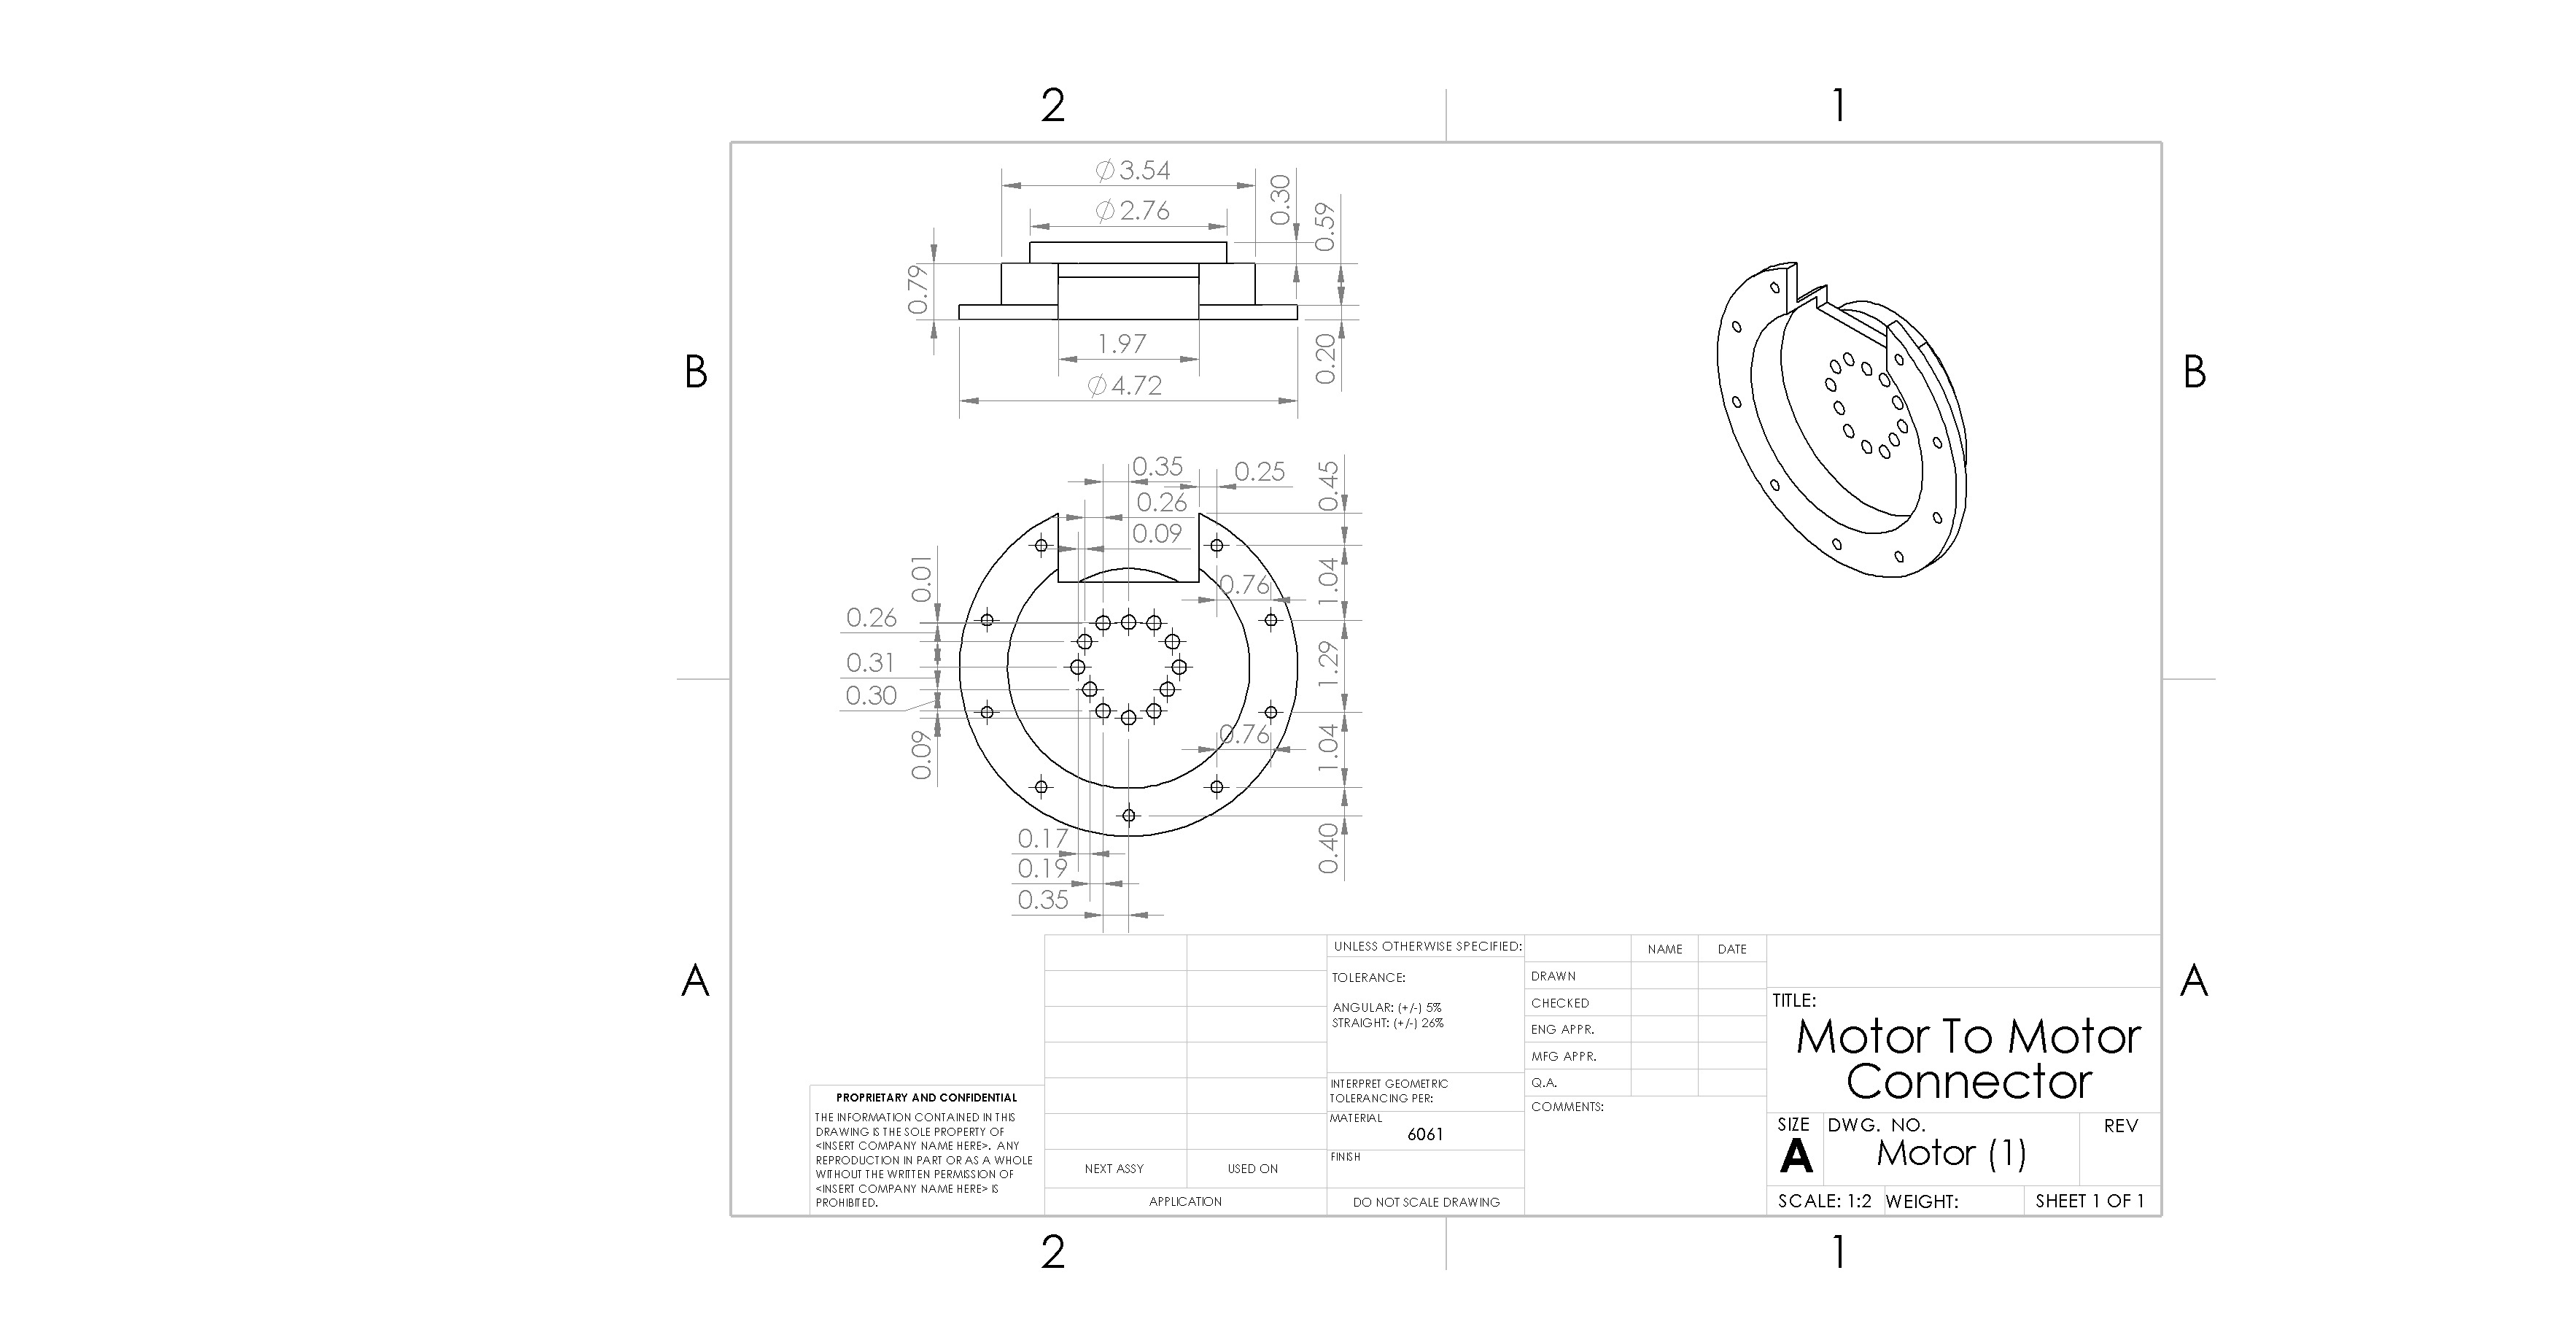 2
1
⌀3.54
⌀2.76
0.30
0.59
0.79
1.97
0.20
⌀4.72
B
B
0.35
0.25
0.45
0.26
0.09
0.01
1.04
0.76
0.26
0.31
1.29
0.30
0.76
0.09
1.04
0.17
0.40
0.19
0.35
A
A
UNLESS OTHERWISE SPECIFIED:
TOLERANCE:
ANGULAR: (+/-) 5%
STRAIGHT: (+/-) 26%
INTERPRET GEOMETRIC
TOLERANCING PER:
MATERIAL
6061
FINISH
DO NOT SCALE DRAWING
NAME
DATE
DRAWN
CHECKED
ENG APPR.
MFG APPR.
Q.A.
COMMENTS:
TITLE:
Motor To Motor
Connector
SIZE
A
DWG. NO.
Motor (1)
REV
SCALE: 1:2
WEIGHT:
SHEET 1 OF 1
PROPRIETARY AND CONFIDENTIAL
THE INFORMATION CONTAINED IN THIS
DRAWING IS THE SOLE PROPERTY OF
<INSERT COMPANY NAME HERE>. ANY
REPRODUCTION IN PART OR AS A WHOLE
WITHOUT THE WRITTEN PERMISSION OF
<INSERT COMPANY NAME HERE> IS
PROHIBITED.
NEXT ASSY
USED ON
APPLICATION
2
1